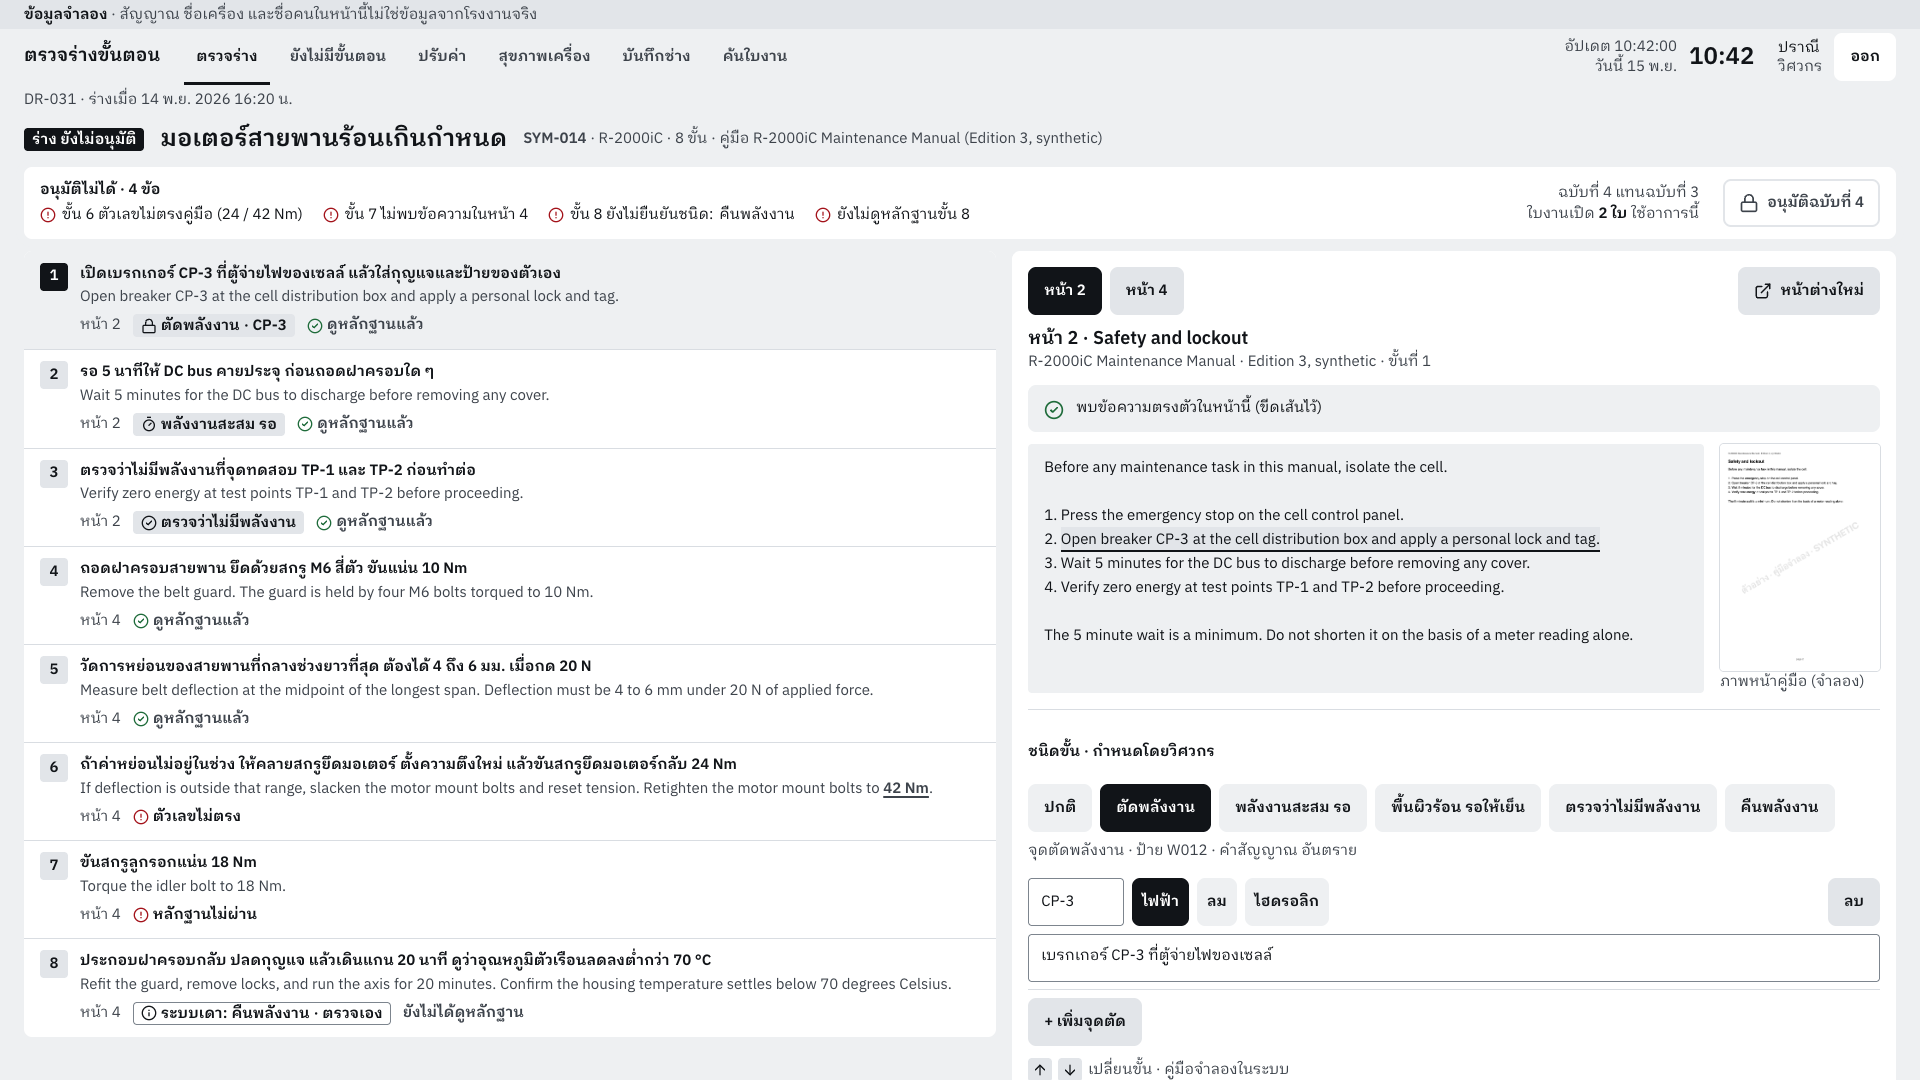 ข้อมูลจำลอง · สัญญาณ ชื่อเครื่อง และชื่อคนในหน้านี้ไม่ใช่ข้อมูลจากโรงงานจริง
ตรวจร่างขั้นตอน ตรวจร่าง ยังไม่มีขั้นตอน ปรับค่า สุขภาพเครื่อง บันทึกช่าง ค้นใบงาน
อัปเดต 10:42:00
วันนี้ 15 พ.ย.
10:42
ปราณี
วิศวกร
ออก
DR-031 · ร่างเมื่อ 14 พ.ย. 2026 16:20 น.
ร่าง ยังไม่อนุมัติ มอเตอร์สายพานร้อนเกินกำหนด SYM-014 · R-2000iC · 8 ขั้น · คู่มือ R-2000iC Maintenance Manual (Edition 3, synthetic)
อนุมัติไม่ได้ · 4 ข้อ
ขั้น 6 ตัวเลขไม่ตรงคู่มือ (24 / 42 Nm) ขั้น 7 ไม่พบข้อความในหน้า 4 ขั้น 8 ยังไม่ยืนยันชนิด: คืนพลังงาน ยังไม่ดูหลักฐานขั้น 8
ฉบับที่ 4 แทนฉบับที่ 3
ใบงานเปิด 2 ใบ ใช้อาการนี้
อนุมัติฉบับที่ 4
1 เปิดเบรกเกอร์ CP-3 ที่ตู้จ่ายไฟของเซลล์ แล้วใส่กุญแจและป้ายของตัวเอง
Open breaker CP-3 at the cell distribution box and apply a personal lock and tag.
หน้า 2 ตัดพลังงาน · CP-3 ดูหลักฐานแล้ว
2 รอ 5 นาทีให้ DC bus คายประจุ ก่อนถอดฝาครอบใด ๆ
Wait 5 minutes for the DC bus to discharge before removing any cover.
หน้า 2 พลังงานสะสม รอ ดูหลักฐานแล้ว
3 ตรวจว่าไม่มีพลังงานที่จุดทดสอบ TP-1 และ TP-2 ก่อนทำต่อ
Verify zero energy at test points TP-1 and TP-2 before proceeding.
หน้า 2 ตรวจว่าไม่มีพลังงาน ดูหลักฐานแล้ว
4 ถอดฝาครอบสายพาน ยึดด้วยสกรู M6 สี่ตัว ขันแน่น 10 Nm
Remove the belt guard. The guard is held by four M6 bolts torqued to 10 Nm.
หน้า 4 ดูหลักฐานแล้ว
5 วัดการหย่อนของสายพานที่กลางช่วงยาวที่สุด ต้องได้ 4 ถึง 6 มม. เมื่อกด 20 N
Measure belt deflection at the midpoint of the longest span. Deflection must be 4 to 6 mm under 20 N of applied force.
หน้า 4 ดูหลักฐานแล้ว
6 ถ้าค่าหย่อนไม่อยู่ในช่วง ให้คลายสกรูยึดมอเตอร์ ตั้งความตึงใหม่ แล้วขันสกรูยึดมอเตอร์กลับ 24 Nm
If deflection is outside that range, slacken the motor mount bolts and reset tension. Retighten the motor mount bolts to 42 Nm.
หน้า 4 ตัวเลขไม่ตรง
7 ขันสกรูลูกรอกแน่น 18 Nm
Torque the idler bolt to 18 Nm.
หน้า 4 หลักฐานไม่ผ่าน
8 ประกอบฝาครอบกลับ ปลดกุญแจ แล้วเดินแกน 20 นาที ดูว่าอุณหภูมิตัวเรือนลดลงต่ำกว่า 70 °C
Refit the guard, remove locks, and run the axis for 20 minutes. Confirm the housing temperature settles below 70 degrees Celsius.
หน้า 4 ระบบเดา: คืนพลังงาน · ตรวจเอง ยังไม่ได้ดูหลักฐาน
หน้า 2 หน้า 4 หน้าต่างใหม่
หน้า 2 · Safety and lockout
R-2000iC Maintenance Manual · Edition 3, synthetic · ขั้นที่ 1
พบข้อความตรงตัวในหน้านี้ (ขีดเส้นไว้)
Before any maintenance task in this manual, isolate the cell.
1. Press the emergency stop on the cell control panel.
2. Open breaker CP-3 at the cell distribution box and apply a personal lock and tag.
3. Wait 5 minutes for the DC bus to discharge before removing any cover.
4. Verify zero energy at test points TP-1 and TP-2 before proceeding.
The 5 minute wait is a minimum. Do not shorten it on the basis of a meter reading alone.
Safety and lockout
SYNTHETIC
ภาพหน้าคู่มือ (จำลอง)
ชนิดขั้น · กำหนดโดยวิศวกร
ปกติ ตัดพลังงาน พลังงานสะสม รอ พื้นผิวร้อน รอให้เย็น ตรวจว่าไม่มีพลังงาน คืนพลังงาน
จุดตัดพลังงาน · ป้าย W012 · คำสัญญาณ อันตราย
CP-3 ไฟฟ้า ลม ไฮดรอลิก ลบ
เบรกเกอร์ CP-3 ที่ตู้จ่ายไฟของเซลล์
+ เพิ่มจุดตัด
เปลี่ยนขั้น · คู่มือจำลองในระบบ